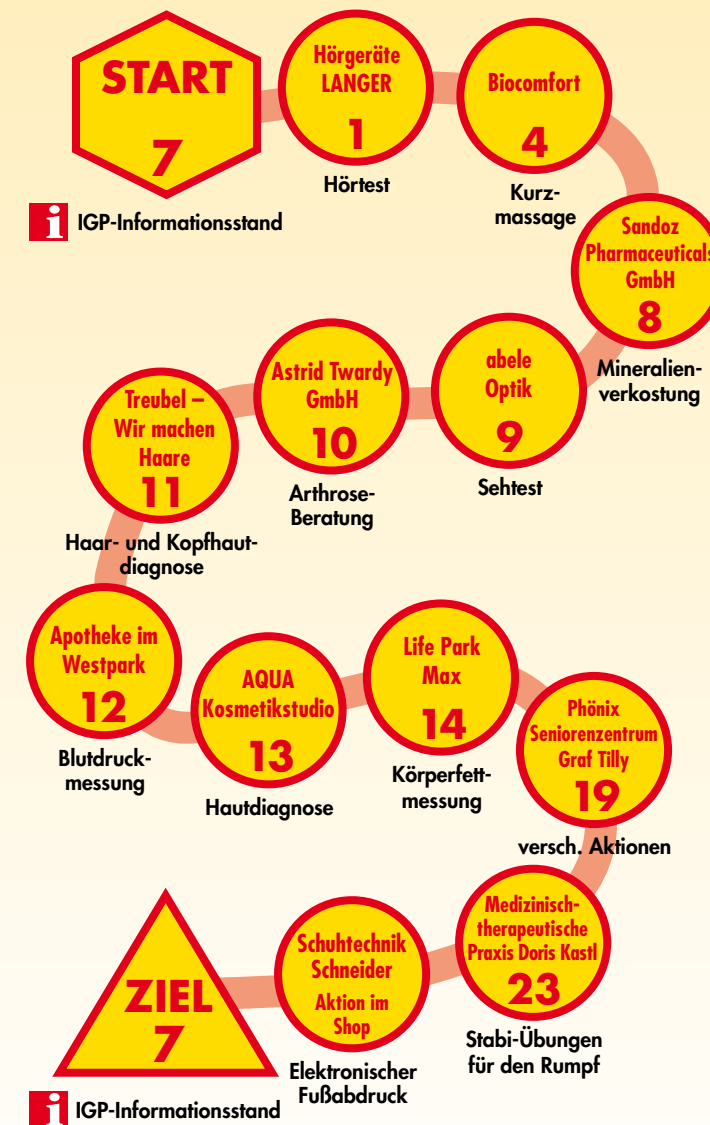 START
7
i IGP-Informationsstand
Hörgeräte
LANGER
1
Hörtest
Biocomfort
4
Kurz-
massage
Sandoz
Pharmaceuticals
GmbH
8
Mineralien-
verkostung
abele
Optik
9
Sehtest
Astrid Twardy
GmbH
10
Arthrose-
Beratung
Treubel –
Wir machen
Haare
11
Haar- und Kopfhaut-
diagnose
Apotheke im
Westpark
12
Blutdruck-
messung
AQUA
Kosmetikstudio
13
Hautdiagnose
Life Park
Max
14
Körperfett-
messung
Phönix
Seniorenzentrum
Graf Tilly
19
versch. Aktionen
Medizinisch-
therapeutische
Praxis Doris Kastl
23
Stabi-Übungen
für den Rumpf
Schuhtechnik
Schneider
Aktion im
Shop
Elektronischer
Fußabdruck
ZIEL
7
i IGP-Informationsstand